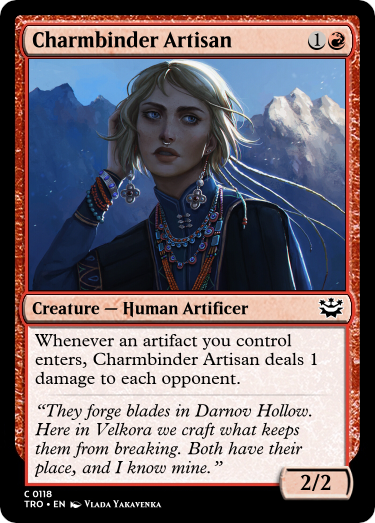 Charmbinder Artisan 1
Creature — Human Artificer
Whenever an artifact you control
enters, Charmbinder Artisan deals 1
damage to each opponent.
“They forge blades in Darnov Hollow.
Here in Velkora we craft what keeps
them from breaking. Both have their
place, and I know mine.”
2/2
C 0118
TRO • EN Vlada Yakavenka